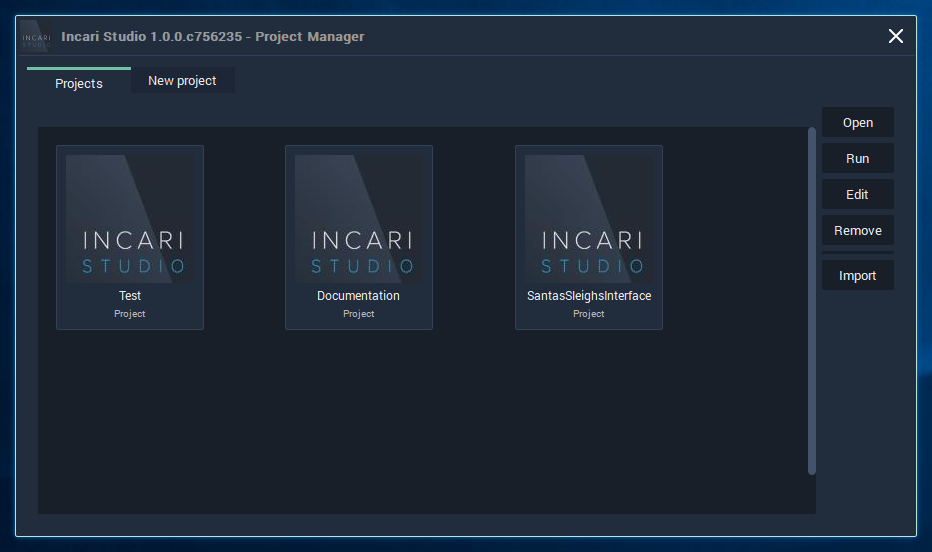 INCARI
STUDIO
Incari Studio 1.0.0.c756235 - Project Manager
Projects
New project
INCARI
STUDIO
Test
Project
INCARI
STUDIO
Documentation
Project
INCARI
STUDIO
SantasSleighsInterface
Project
Open
Run
Edit
Remove
Import